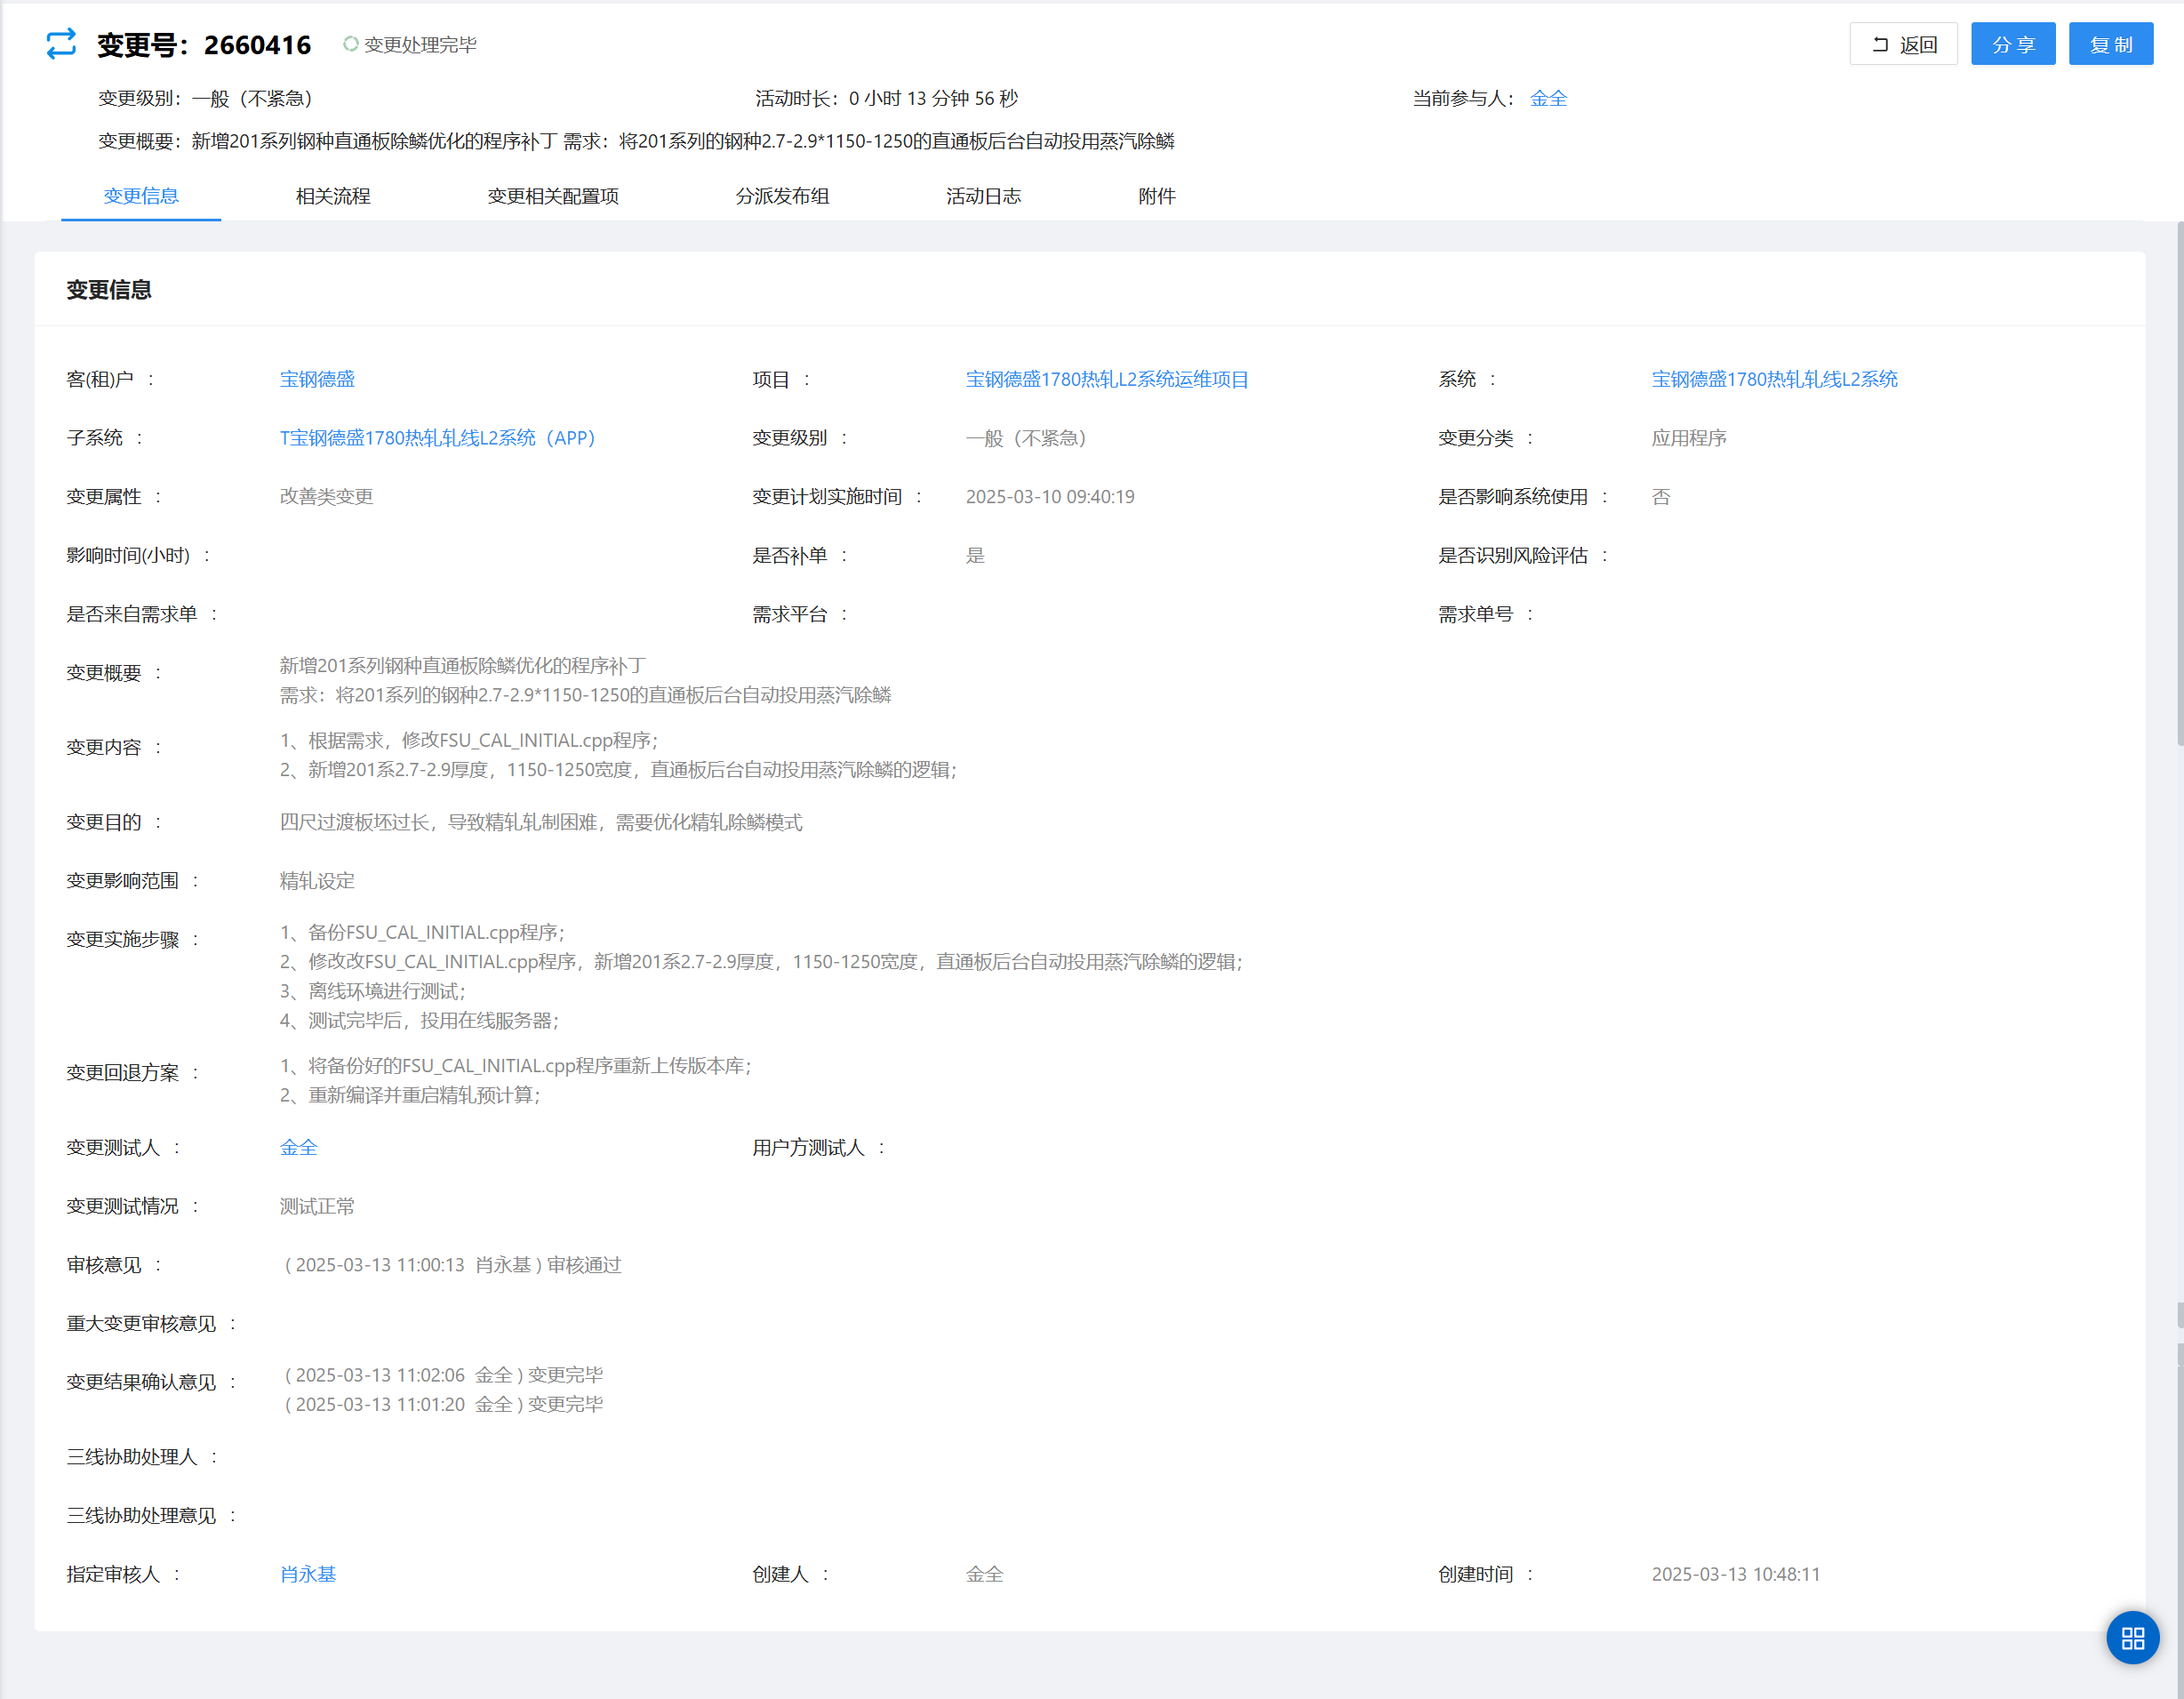 变更号：2660416 变更处理完毕 返回 分享 复制
变更级别：一般（不紧急） 活动时长：0 小时 13 分钟 56 秒 当前参与人： 金全
变更概要：新增201系列钢种直通板除鳞优化的程序补丁 需求：将201系列的钢种2.7-2.9*1150-1250的直通板后台自动投用蒸汽除鳞
变更信息 相关流程 变更相关配置项 分派发布组 活动日志 附件
变更信息
客(租)户 ： 宝钢德盛 项目 ： 宝钢德盛1780热轧L2系统运维项目 系统 ： 宝钢德盛1780热轧轧线L2系统
子系统 ： T宝钢德盛1780热轧轧线L2系统（APP） 变更级别 ： 一般（不紧急） 变更分类 ： 应用程序
变更属性 ： 改善类变更 变更计划实施时间 ： 2025-03-10 09:40:19 是否影响系统使用 ： 否
影响时间(小时) ： 是否补单 ： 是 是否识别风险评估 ：
是否来自需求单 ： 需求平台 ： 需求单号 ：
变更概要 ： 新增201系列钢种直通板除鳞优化的程序补丁
需求：将201系列的钢种2.7-2.9*1150-1250的直通板后台自动投用蒸汽除鳞
变更内容 ： 1、根据需求，修改FSU_CAL_INITIAL.cpp程序；
2、新增201系2.7-2.9厚度，1150-1250宽度，直通板后台自动投用蒸汽除鳞的逻辑；
变更目的 ： 四尺过渡板坯过长，导致精轧轧制困难，需要优化精轧除鳞模式
变更影响范围 ： 精轧设定
变更实施步骤 ： 1、备份FSU_CAL_INITIAL.cpp程序；
2、修改改FSU_CAL_INITIAL.cpp程序，新增201系2.7-2.9厚度，1150-1250宽度，直通板后台自动投用蒸汽除鳞的逻辑；
3、离线环境进行测试；
4、测试完毕后，投用在线服务器；
变更回退方案 ： 1、将备份好的FSU_CAL_INITIAL.cpp程序重新上传版本库；
2、重新编译并重启精轧预计算；
变更测试人 ： 金全 用户方测试人 ：
变更测试情况 ： 测试正常
审核意见 ： ( 2025-03-13 11:00:13 肖永基 ) 审核通过
重大变更审核意见 ：
变更结果确认意见 ： ( 2025-03-13 11:02:06 金全 ) 变更完毕
( 2025-03-13 11:01:20 金全 ) 变更完毕
三线协助处理人 ：
三线协助处理意见 ：
指定审核人 ： 肖永基 创建人 ： 金全 创建时间 ： 2025-03-13 10:48:11